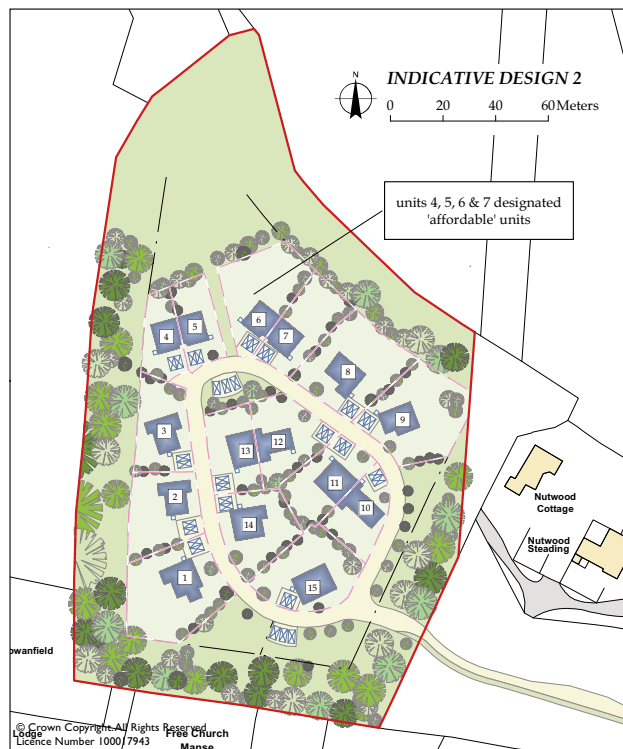 INDICATIVE DESIGN 2
N
0 20 40 60 Meters
units 4, 5, 6 & 7 designated
'affordable' units
6
5
4
7
8
9
3
12
13
11
2
10
14
1
15
Nutwood
Cottage
Nutwood
Steading
owanfield
© Crown Copyright. All Rights Reserved
Lodge
Free Church
Licence Number 100017943
Manse